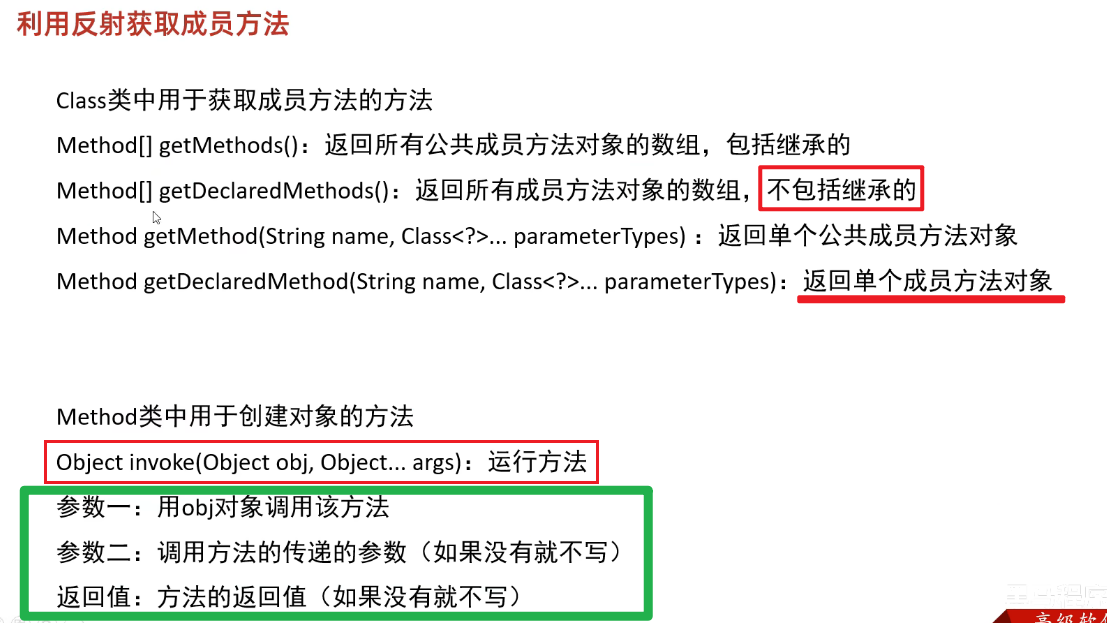 利用反射获取成员方法
Class类中用于获取成员方法的方法
Method[] getMethods()：返回所有公共成员方法对象的数组，包括继承的
Method[] getDeclaredMethods()：返回所有成员方法对象的数组，不包括继承的
Method getMethod(String name, Class<?>... parameterTypes) ：返回单个公共成员方法对象
Method getDeclaredMethod(String name, Class<?>... parameterTypes)：返回单个成员方法对象
Method类中用于创建对象的方法
Object invoke(Object obj, Object... args)：运行方法
参数一：用obj对象调用该方法
参数二：调用方法的传递的参数（如果没有就不写）
返回值：方法的返回值（如果没有就不写）
高级软